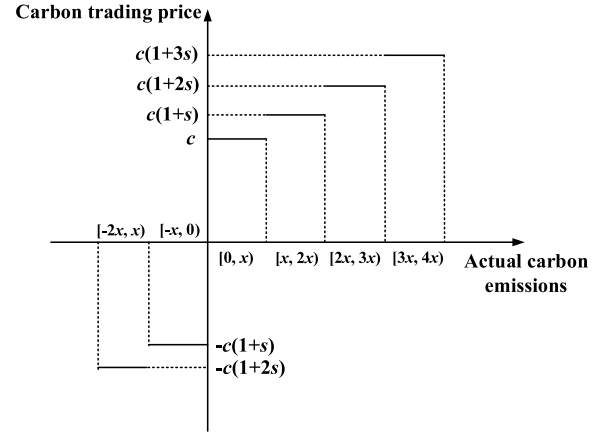 Carbon trading price
c(1+3s)
c(1+2s)
c(1+s)
c
[-2x, x) [-x, 0)
[0, x) [x, 2x) [2x, 3x) [3x, 4x)
Actual carbon
emissions
-c(1+s)
-c(1+2s)